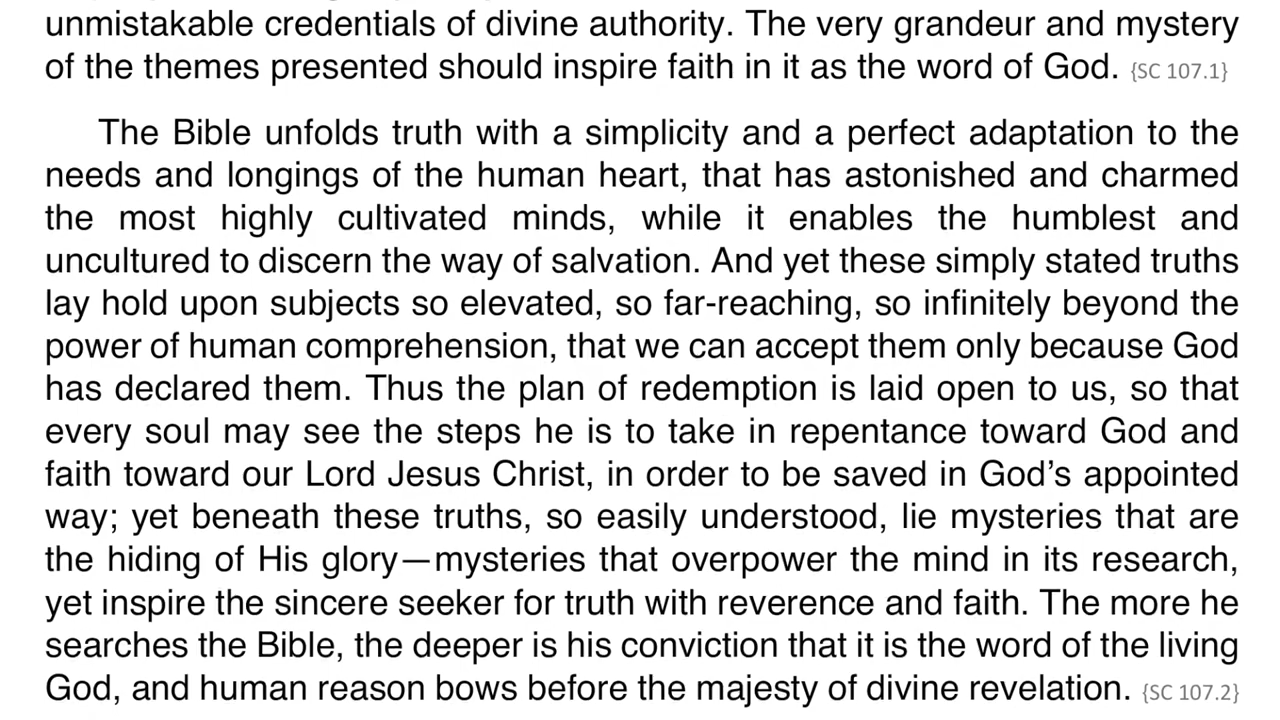 unmistakable credentials of divine authority. The very grandeur and mystery
of the themes presented should inspire faith in it as the word of God. {SC 107.1}
The Bible unfolds truth with a simplicity and a perfect adaptation to the
needs and longings of the human heart, that has astonished and charmed
the most highly cultivated minds, while it enables the humblest and
uncultured to discern the way of salvation. And yet these simply stated truths
lay hold upon subjects so elevated, so far-reaching, so infinitely beyond the
power of human comprehension, that we can accept them only because God
has declared them. Thus the plan of redemption is laid open to us, so that
every soul may see the steps he is to take in repentance toward God and
faith toward our Lord Jesus Christ, in order to be saved in God’s appointed
way; yet beneath these truths, so easily understood, lie mysteries that are
the hiding of His glory—mysteries that overpower the mind in its research,
yet inspire the sincere seeker for truth with reverence and faith. The more he
searches the Bible, the deeper is his conviction that it is the word of the living
God, and human reason bows before the majesty of divine revelation. {SC 107.2}